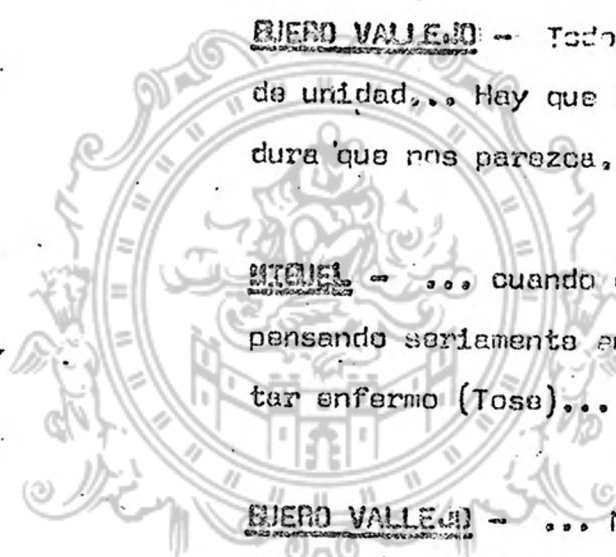 BUERO VALLEJO - Todo
de unidad... Hay que
dura que nos parezca,
MIGUEL - ... cuando
pensando seriamente
tar enfermo (Tose)...
BUERO VALLEJO - ...